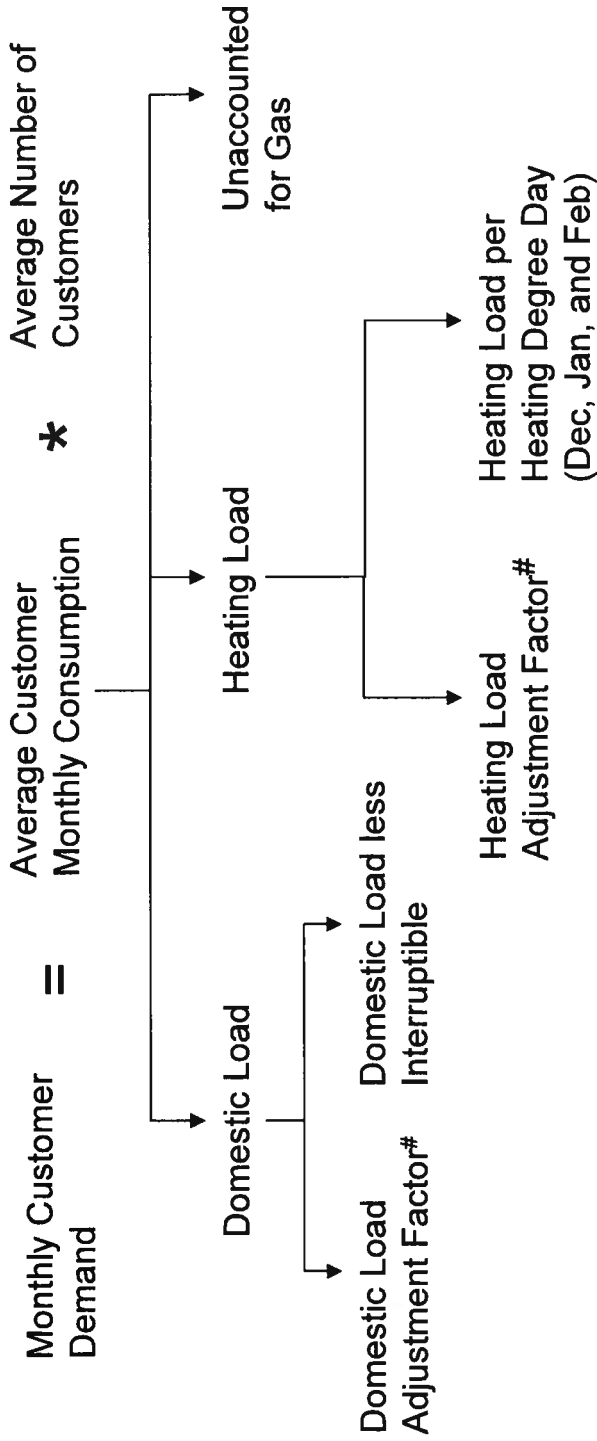 Monthly Customer
Demand
=
Average Customer
Monthly Consumption
*
Average Number of
Customers
Domestic Load
Heating Load
Unaccounted
for Gas
Domestic Load
Adjustment Factor#
Domestic Load less
Interruptible
Heating Load
Adjustment Factor#
Heating Load per
Heating Degree Day
(Dec, Jan, and Feb)